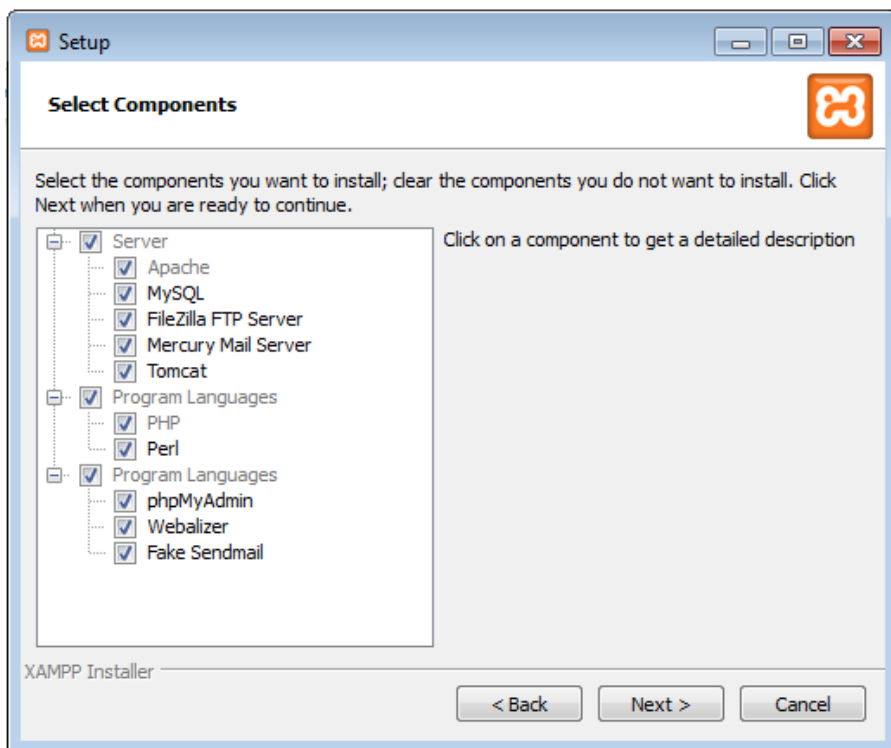 Setup
Select Components
Select the components you want to install; clear the components you do not want to install. Click
Next when you are ready to continue.
Server
Apache
MySQL
FileZilla FTP Server
Mercury Mail Server
Tomcat
Program Languages
PHP
Perl
Program Languages
phpMyAdmin
Webalizer
Fake Sendmail
Click on a component to get a detailed description
XAMPP Installer
< Back
Next >
Cancel